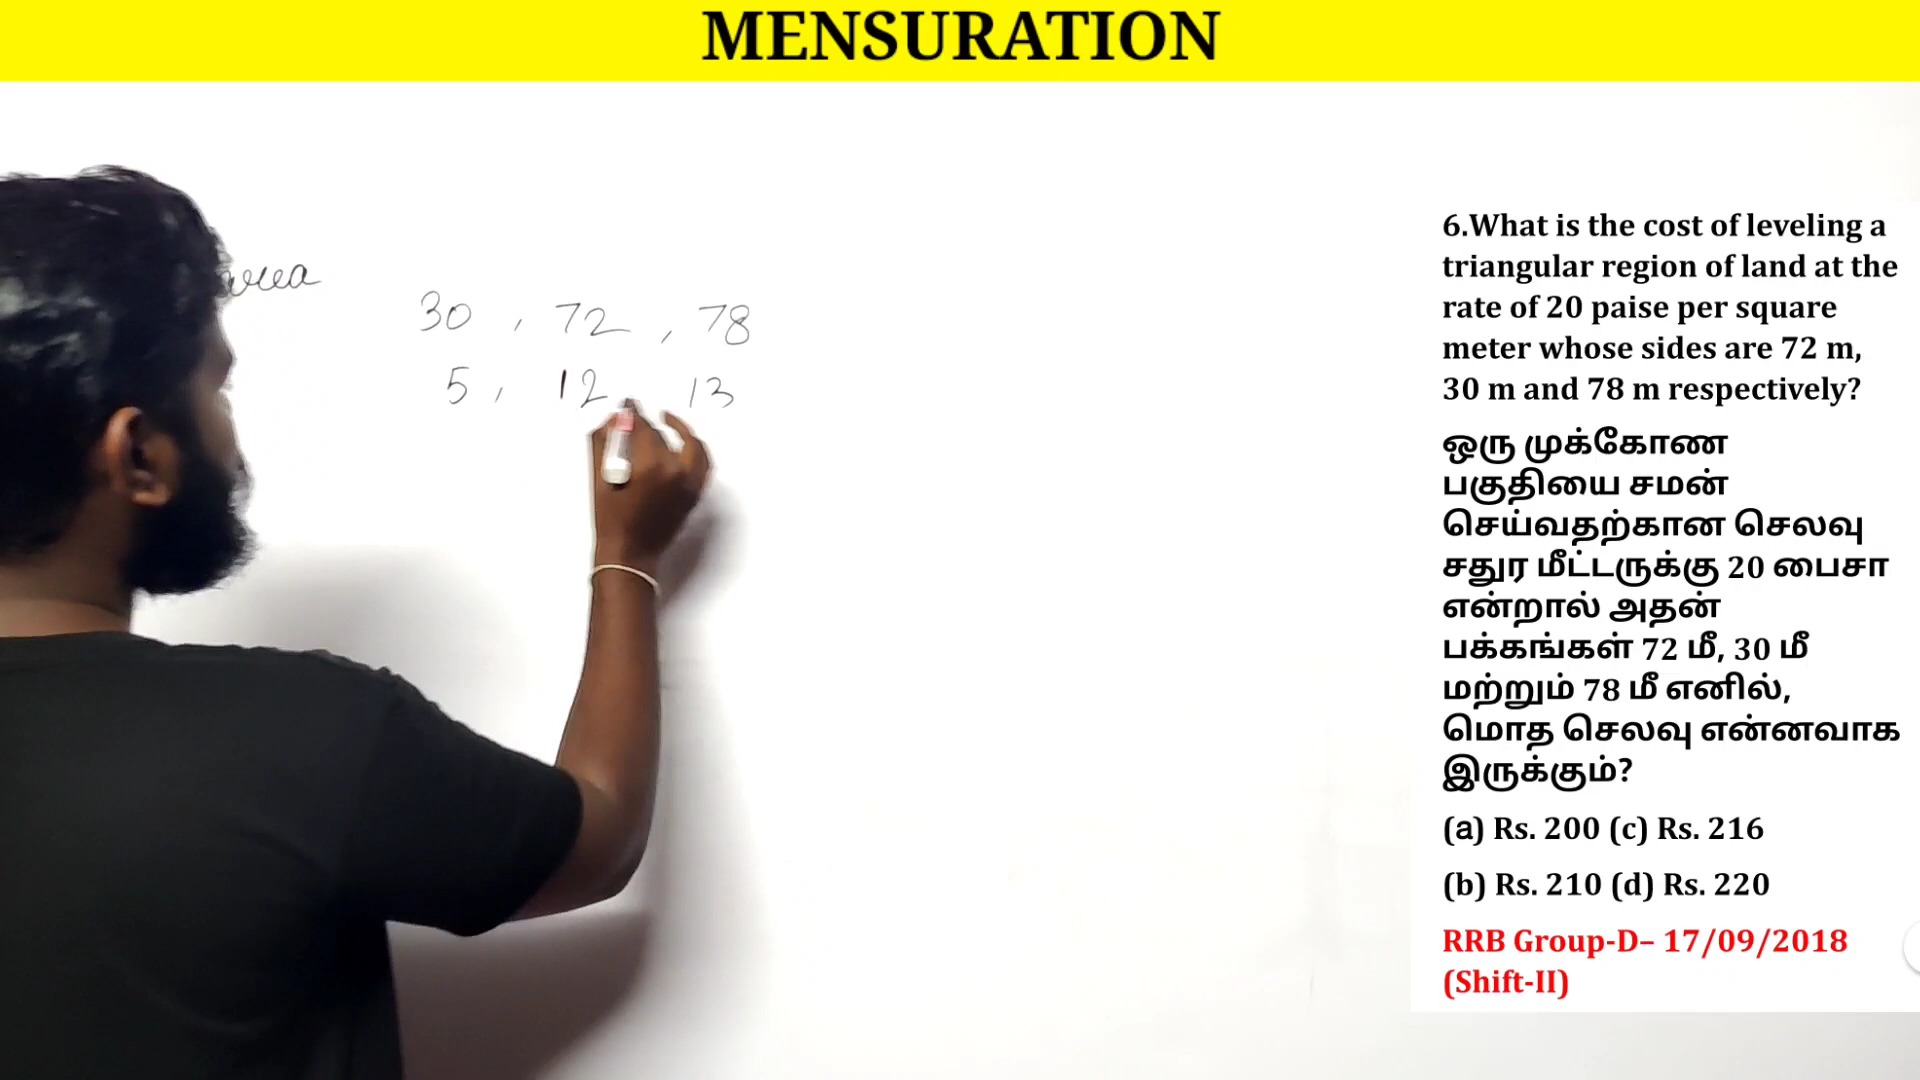 MENSURATION
area
30 , 72 , 78
5 , 12 13
6.What is the cost of leveling a
triangular region of land at the
rate of 20 paise per square
meter whose sides are 72 m,
30 m and 78 m respectively?
ஒரு முக்கோண
பகுதியை சமன்
செய்வதற்கான செலவு
சதுர மீட்டருக்கு 20 பைசா
என்றால் அதன்
பக்கங்கள் 72 மீ, 30 மீ
மற்றும் 78 மீ எனில்,
மொத செலவு என்னவாக
இருக்கும்?
(a) Rs. 200 (c) Rs. 216
(b) Rs. 210 (d) Rs. 220
RRB Group-D– 17/09/2018
(Shift-II)